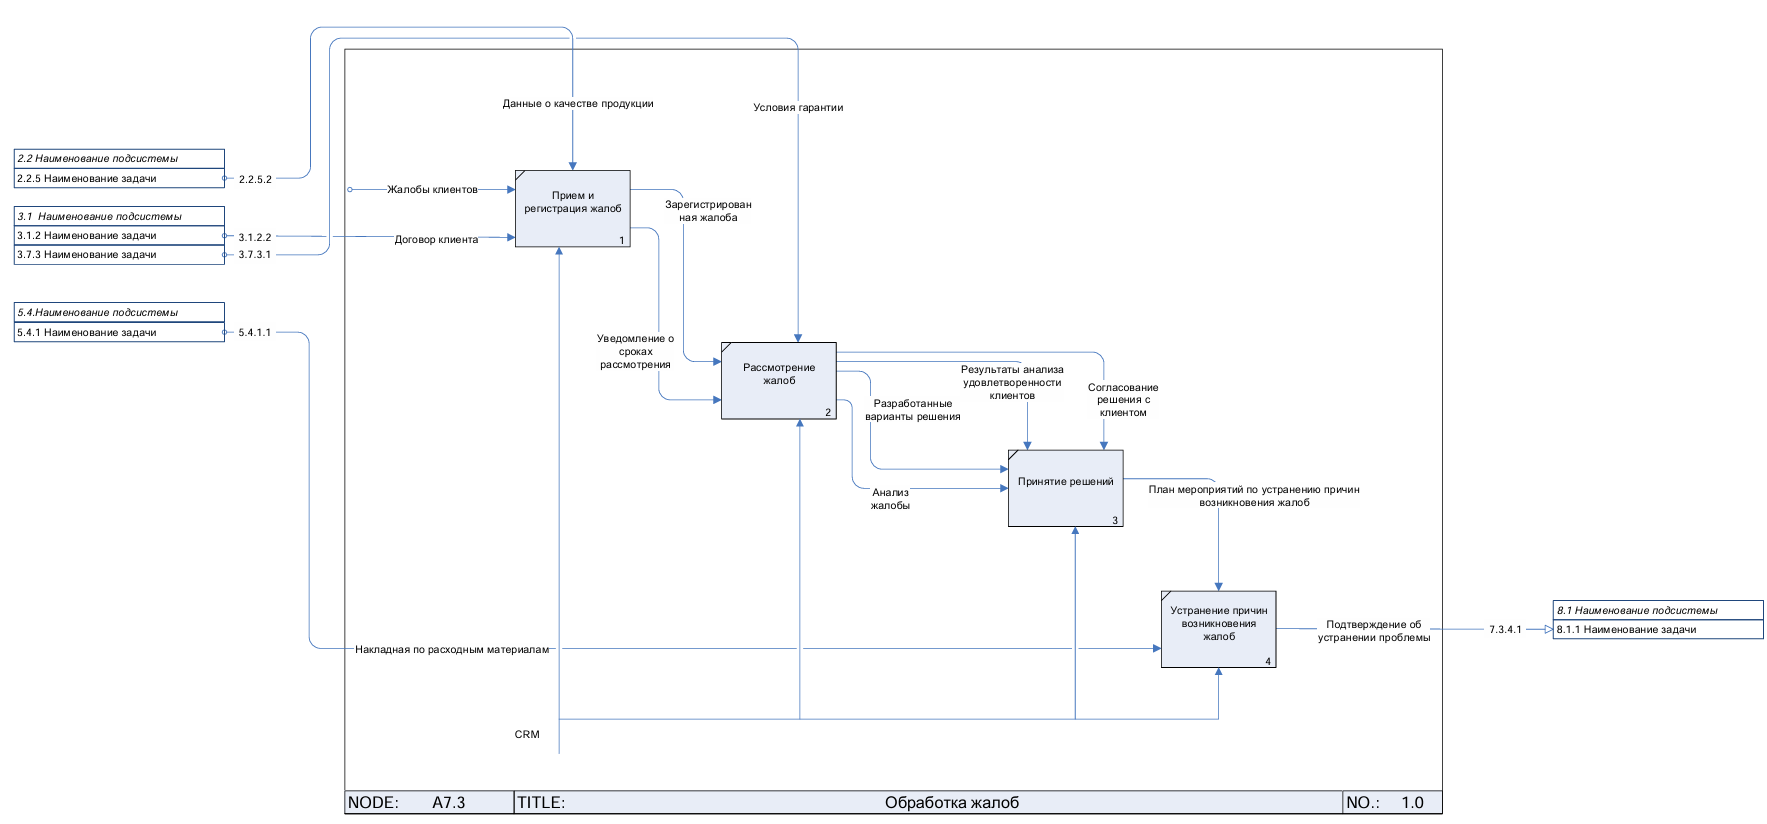 Данные о качестве продукции
Условия гарантии
2.2 Наименование подсистемы
2.2.5 Наименование задачи
2.2.5.2
3.1 Наименование подсистемы
3.1.2 Наименование задачи
3.1.2.2
3.7.3 Наименование задачи
3.7.3.1
5.4.Наименование подсистемы
5.4.1 Наименование задачи
5.4.1.1
Жалобы клиентов
Договор клиента
Прием и
регистрация жалоб
1
Зарегистрирован
ная жалоба
Уведомление о
сроках
рассмотрения
Рассмотрение
жалоб
2
Результаты анализа
удовлетворенности
клиентов
Согласование
решения с
клиентом
Разработанные
варианты решения
Анализ
жалобы
Принятие решений
3
План мероприятий по устранению причин
возникновения жалоб
Устранение причин
возникновения
жалоб
4
Подтверждение об
устранении проблемы
7.3.4.1
8.1 Наименование подсистемы
8.1.1 Наименование задачи
Накладная по расходным материалам
CRM
NODE: A7.3 TITLE: Обработка жалоб NO.: 1.0